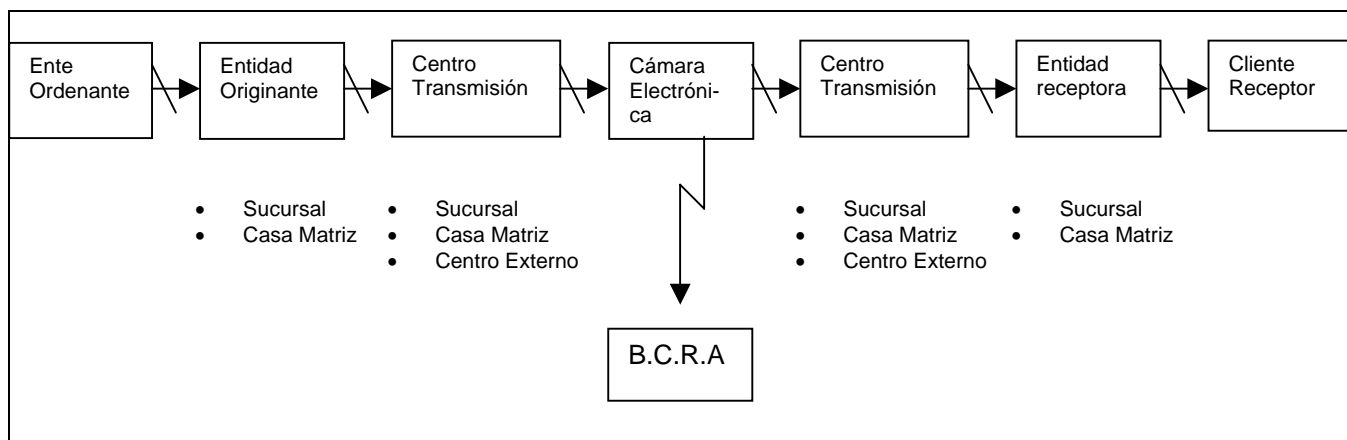 Ente
Ordenante
Entidad
Originante
Centro
Transmisión
Cámara
Electróni-
ca
Centro
Transmisión
Entidad
receptora
Cliente
Receptor
• Sucursal
• Casa Matriz
• Sucursal
• Casa Matriz
• Centro Externo
• Sucursal
• Casa Matriz
• Centro Externo
• Sucursal
• Casa Matriz
B.C.R.A